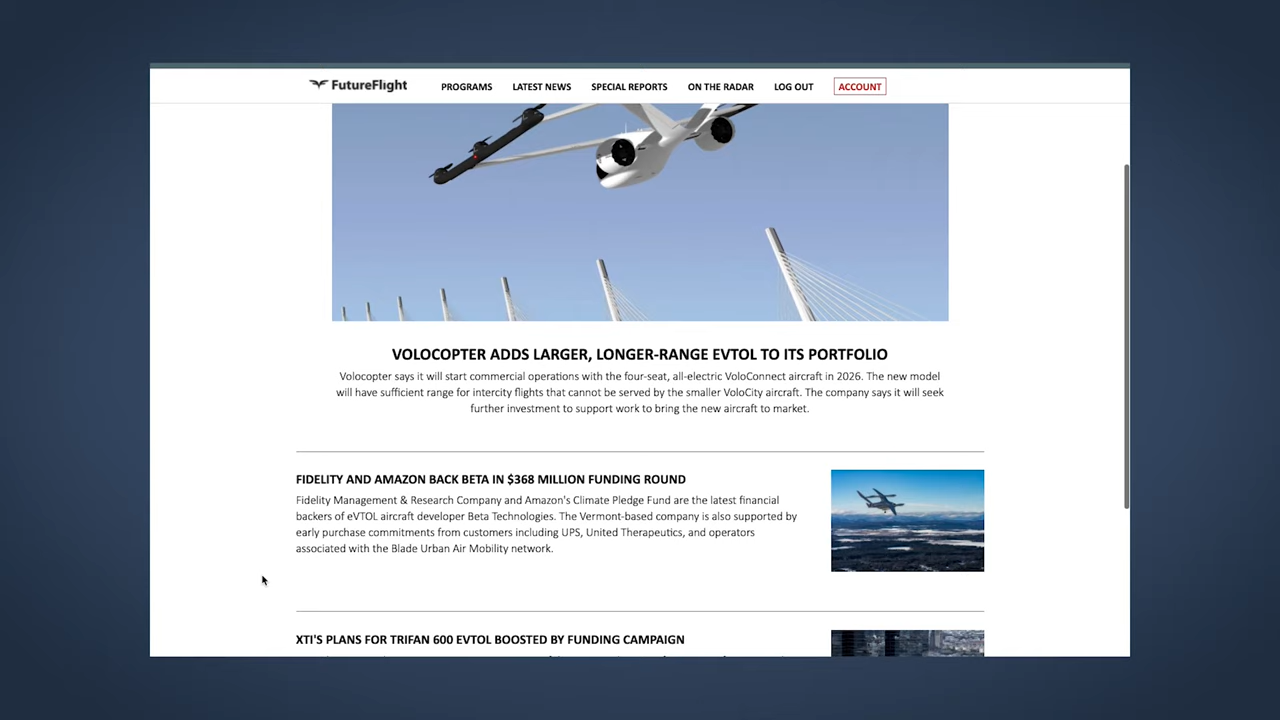 FutureFlight PROGRAMS LATEST NEWS SPECIAL REPORTS ON THE RADAR LOG OUT ACCOUNT
VOLOCOPTER ADDS LARGER, LONGER-RANGE EVTOL TO ITS PORTFOLIO
Volocopter says it will start commercial operations with the four-seat, all-electric VoloConnect aircraft in 2026. The new model
will have sufficient range for intercity flights that cannot be served by the smaller VoloCity aircraft. The company says it will seek
further investment to support work to bring the new aircraft to market.
FIDELITY AND AMAZON BACK BETA IN $368 MILLION FUNDING ROUND
Fidelity Management & Research Company and Amazon's Climate Pledge Fund are the latest financial
backers of eVTOL aircraft developer Beta Technologies. The Vermont-based company is also supported by
early purchase commitments from customers including UPS, United Therapeutics, and operators
associated with the Blade Urban Air Mobility network.
XTI'S PLANS FOR TRIFAN 600 EVTOL BOOSTED BY FUNDING CAMPAIGN